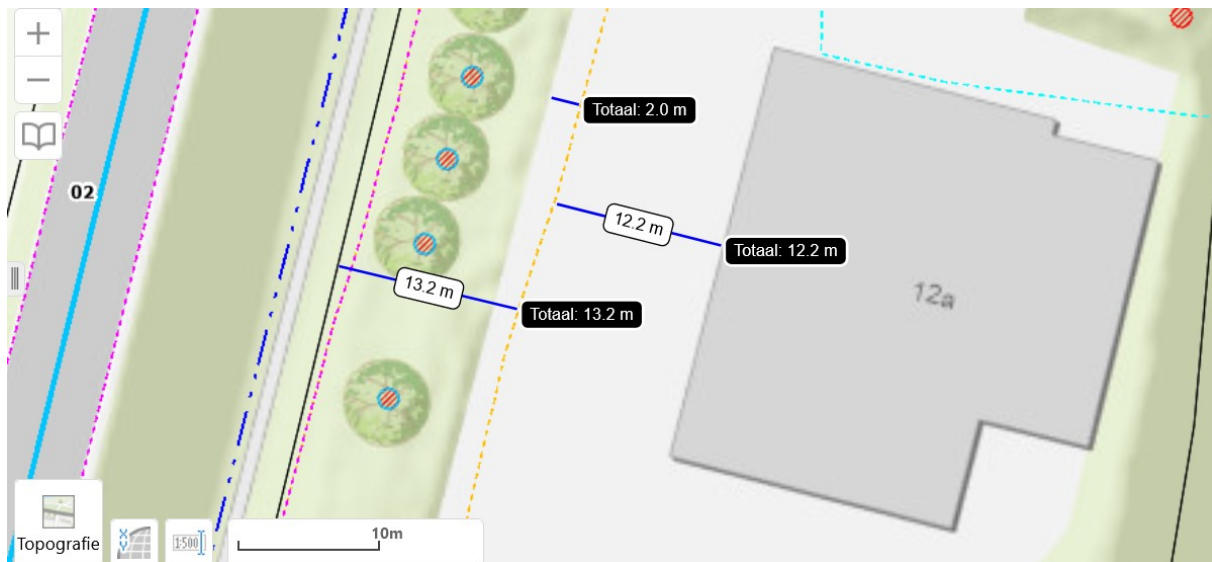 Totaal: 2.0 m
02
12.2 m
Totaal: 12.2 m
13.2 m
12a
Totaal: 13.2 m
Topografie
X
Y
1:500
10m